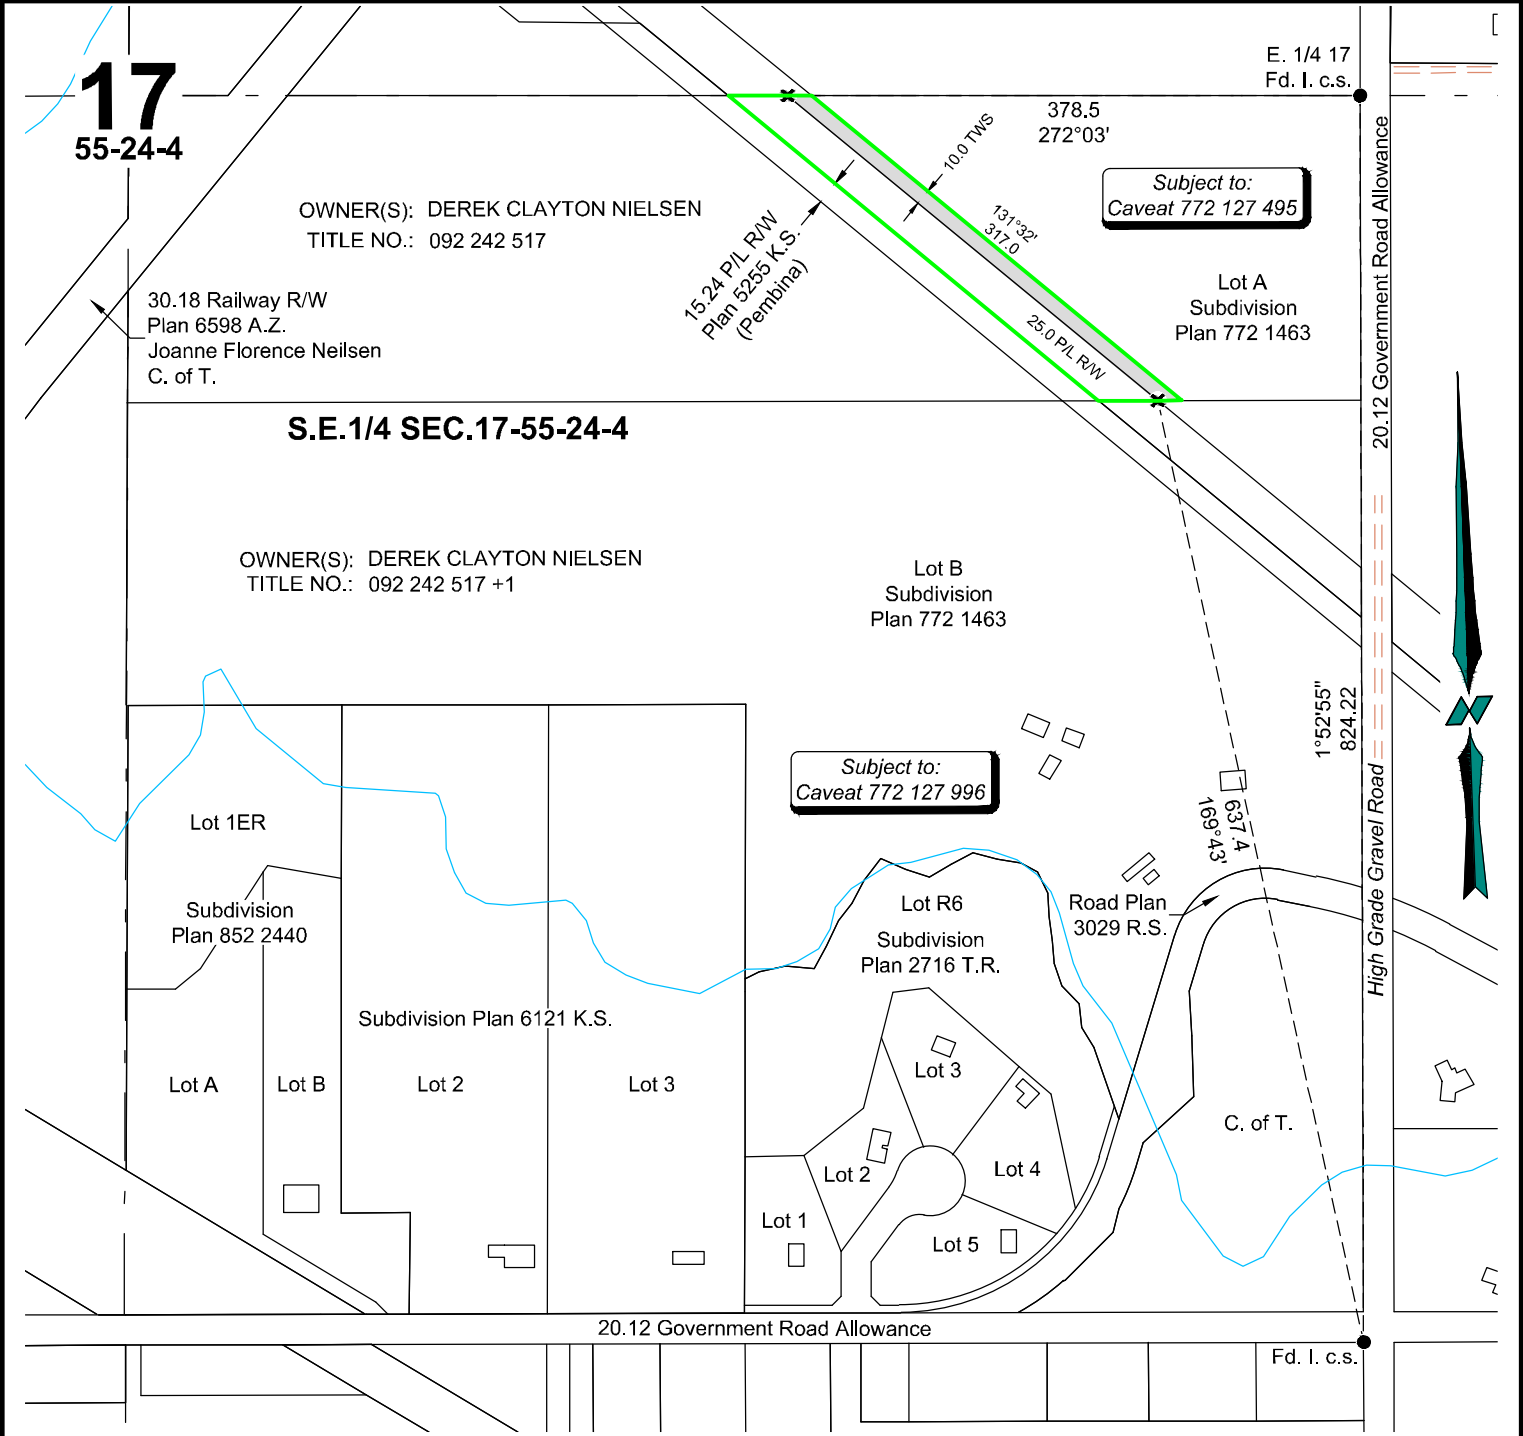 17
55-24-4
E. 1/4 17
Fd. I. c.s.
378.5
272°03'
10.0 TWS
Subject to:
Caveat 772 127 495
OWNER(S): DEREK CLAYTON NIELSEN
TITLE NO.: 092 242 517
131°32'
317.0
15.24 P/L R/W
Plan 5255 K.S.
(Pembina)
20.12 Government Road Allowance
30.18 Railway R/W
Plan 6598 A.Z.
Joanne Florence Neilsen
C. of T.
Lot A
Subdivision
Plan 772 1463
25.0 P/L R/W
S.E.1/4 SEC.17-55-24-4
OWNER(S): DEREK CLAYTON NIELSEN
TITLE NO.: 092 242 517 +1
Lot B
Subdivision
Plan 772 1463
1°52'55"
824.22
Subject to:
Caveat 772 127 996
637.4
169°43'
High Grade Gravel Road
Lot 1ER
Subdivision
Plan 852 2440
Lot R6
Subdivision
Plan 2716 T.R.
Road Plan
3029 R.S.
Subdivision Plan 6121 K.S.
Lot A
Lot B
Lot 2
Lot 3
Lot 3
Lot 2
Lot 4
Lot 1
Lot 5
C. of T.
20.12 Government Road Allowance
Fd. I. c.s.